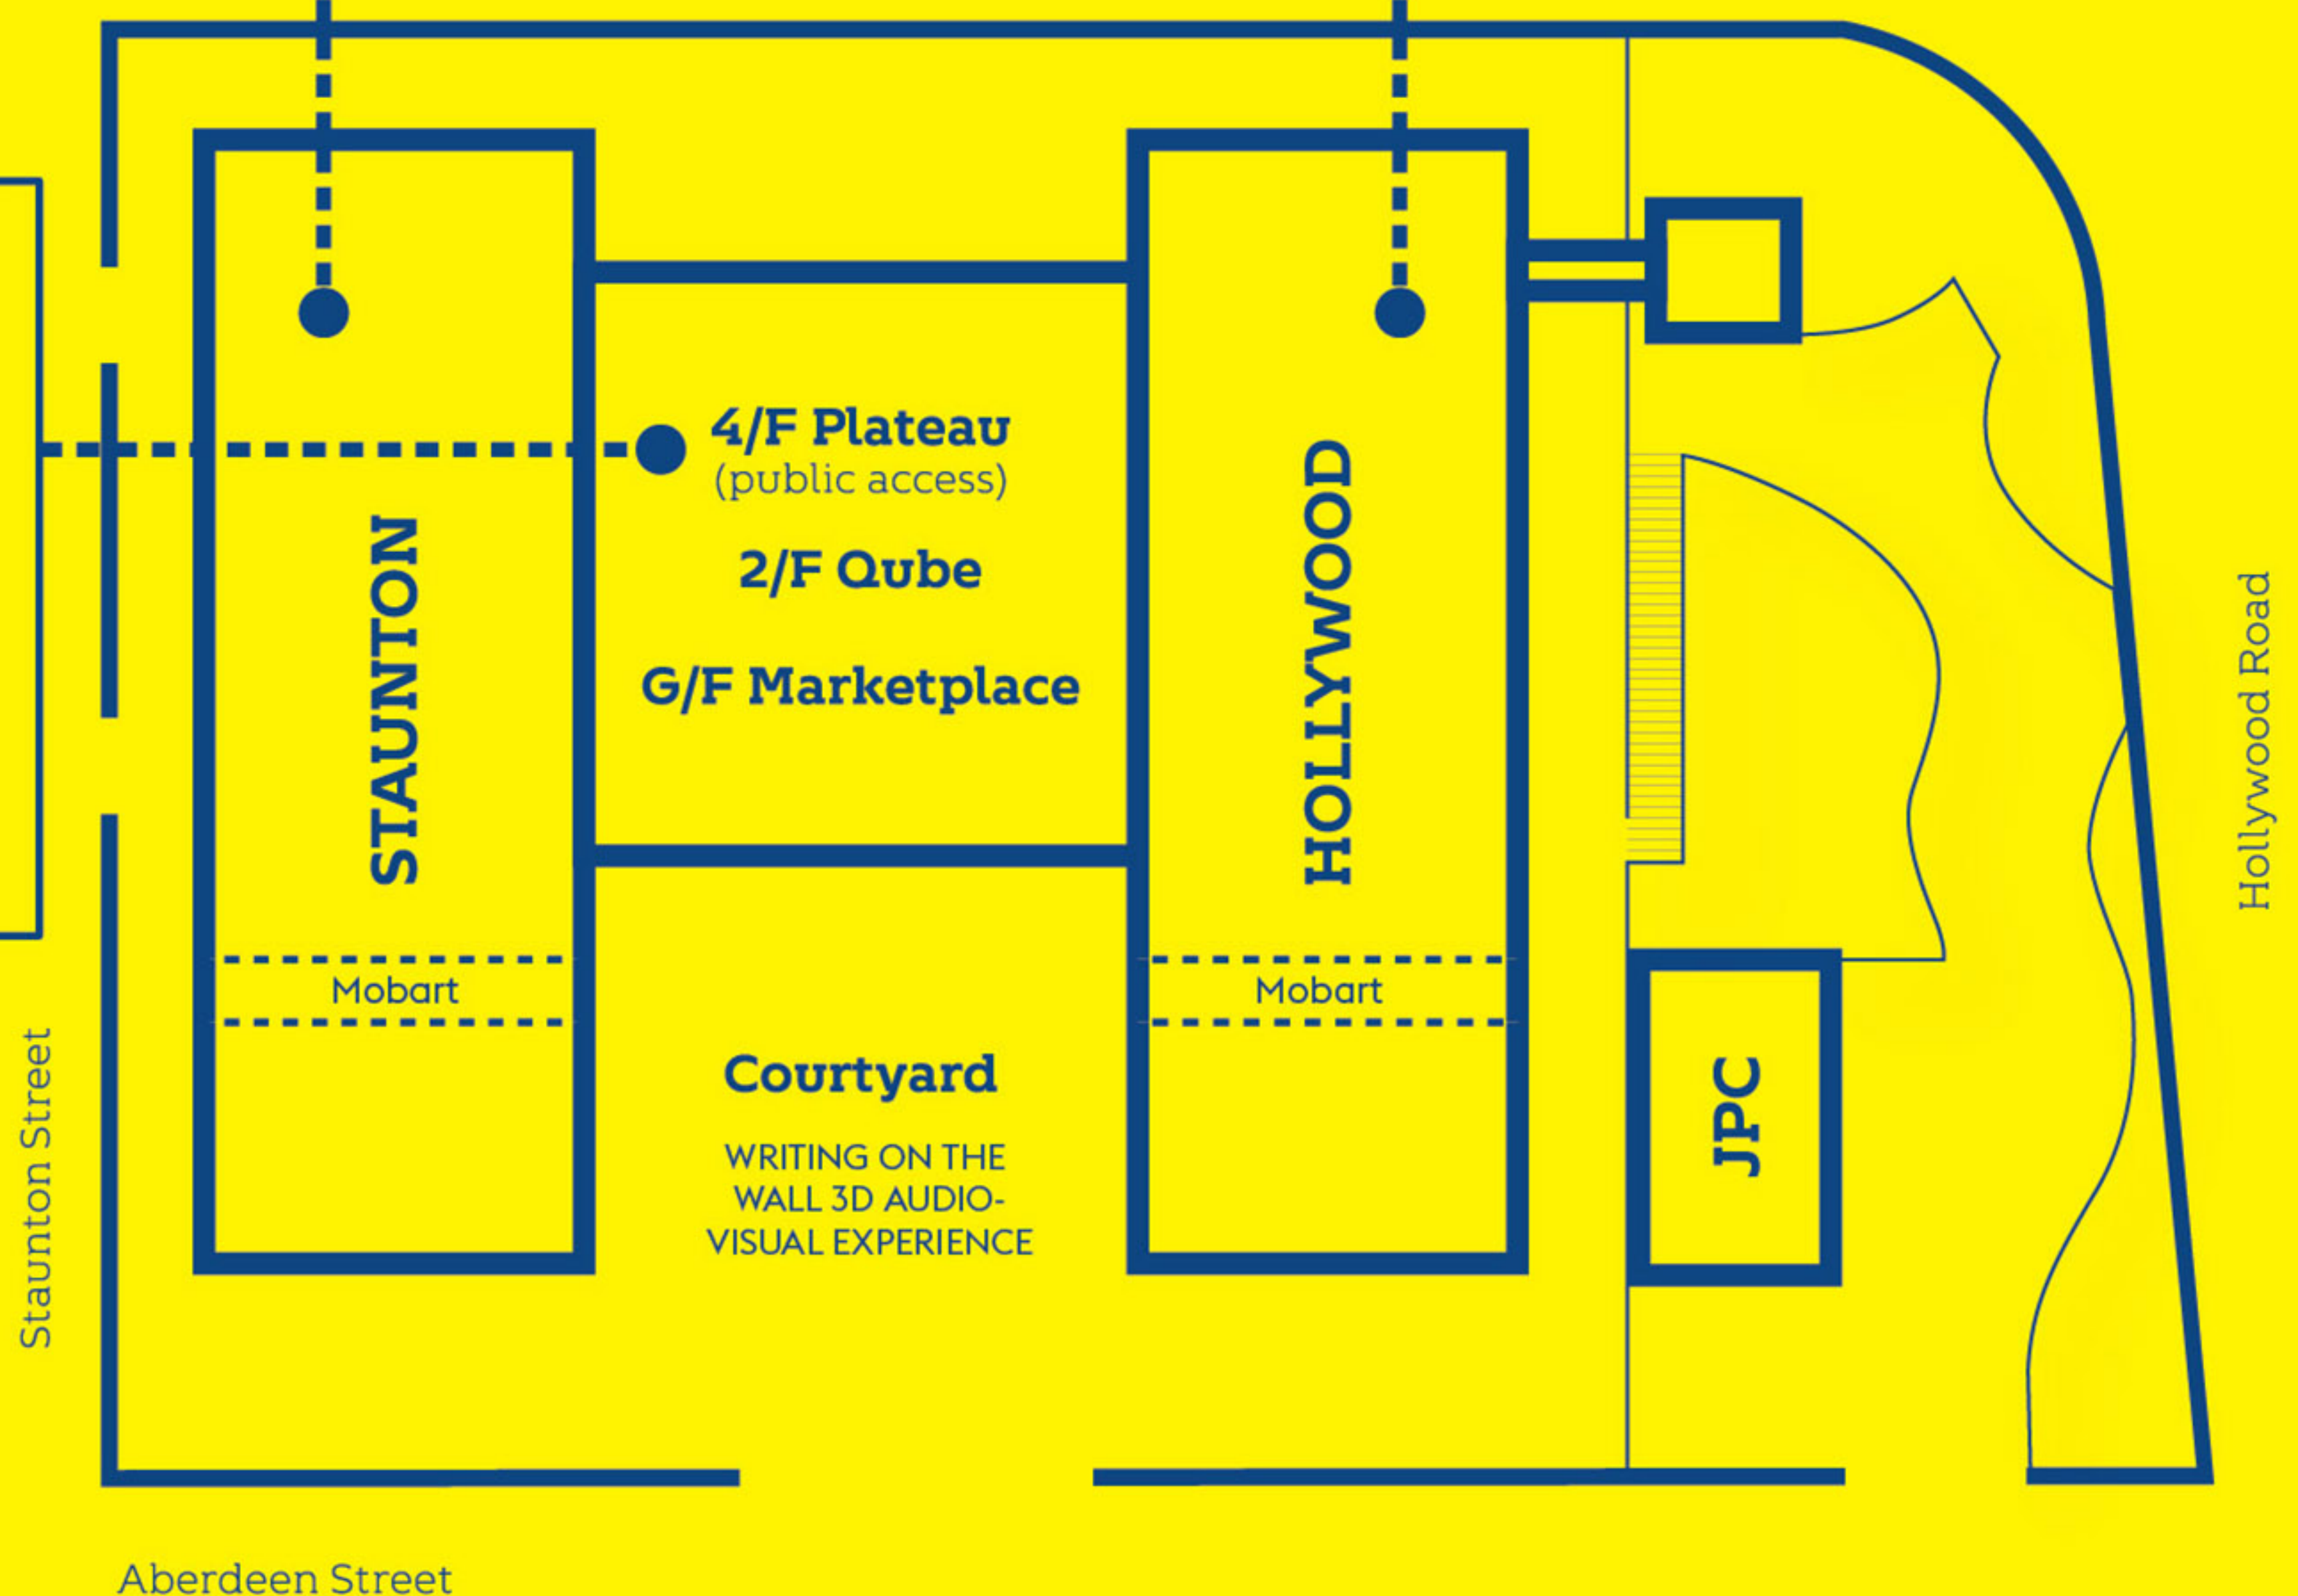 4/F Plateau
(public access)
2/F Qube
G/F Marketplace
STAUNTON
HOLLYWOOD
Mobart
Mobart
Courtyard
WRITING ON THE
WALL 3D AUDIO-
VISUAL EXPERIENCE
JPC
Staunton Street
Hollywood Road
Aberdeen Street